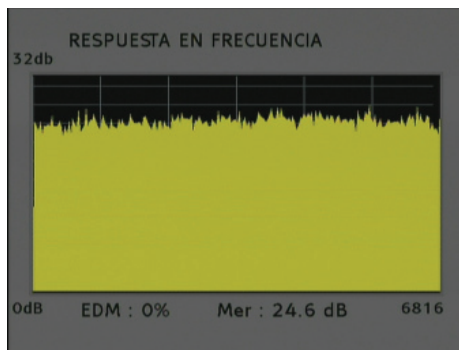 RESPUESTA EN FRECUENCIA
32db
0dB EDM : 0% Mer : 24.6 dB 6816